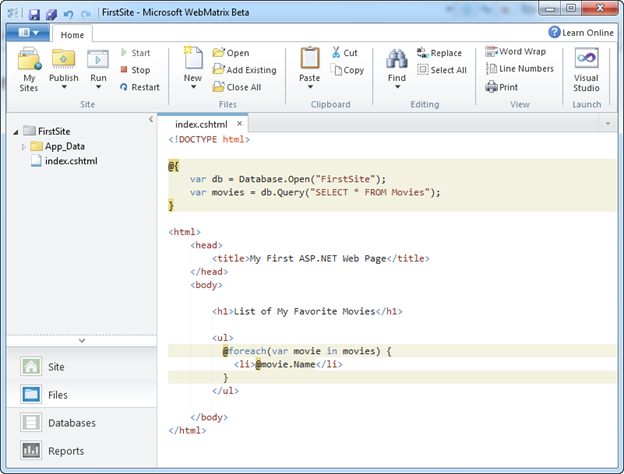 FirstSite - Microsoft WebMatrix Beta
Home
Learn Online
My Sites
Publish
Run
Start
Stop
Restart
Site
New
Open
Add Existing
Close All
Files
Paste
Cut
Copy
Clipboard
Find
Replace
Select All
Editing
Word Wrap
Line Numbers
Print
View
Visual Studio
Launch
FirstSite
App_Data
index.cshtml
Site
Files
Databases
Reports
index.cshtml
<!DOCTYPE html>
@{
    var db = Database.Open("FirstSite");
    var movies = db.Query("SELECT * FROM Movies");
}
<html>
    <head>
        <title>My First ASP.NET Web Page</title>
    </head>
    <body>
        <h1>List of My Favorite Movies</h1>
        <ul>
          @foreach(var movie in movies) {
            <li>@movie.Name</li>
          }
        </ul>
    </body>
</html>